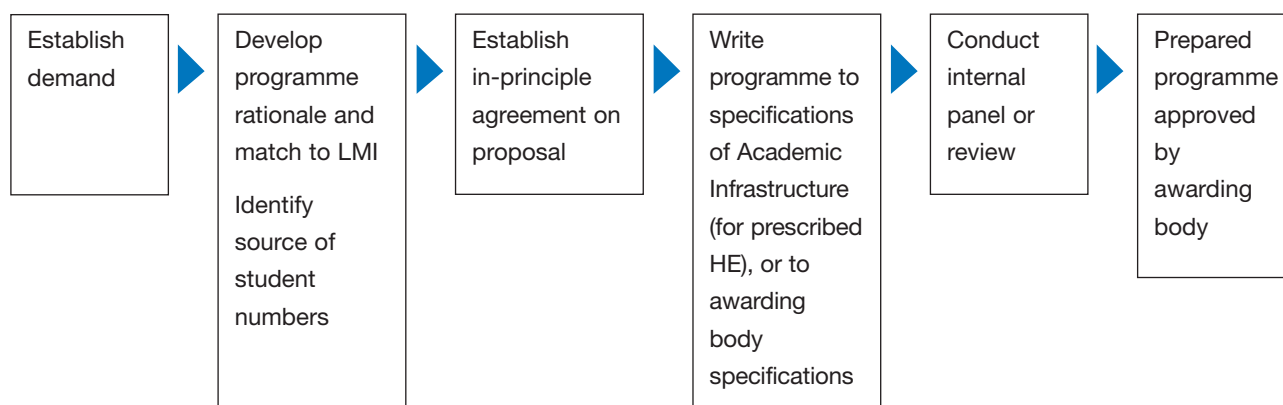 Establish
demand
Develop
programme
rationale and
match to LMI
Identify
source of
student
numbers
Establish
in-principle
agreement on
proposal
Write
programme to
specifications
of Academic
Infrastructure
(for prescribed
HE), or to
awarding
body
specifications
Conduct
internal
panel or
review
Prepared
programme
approved
by
awarding
body